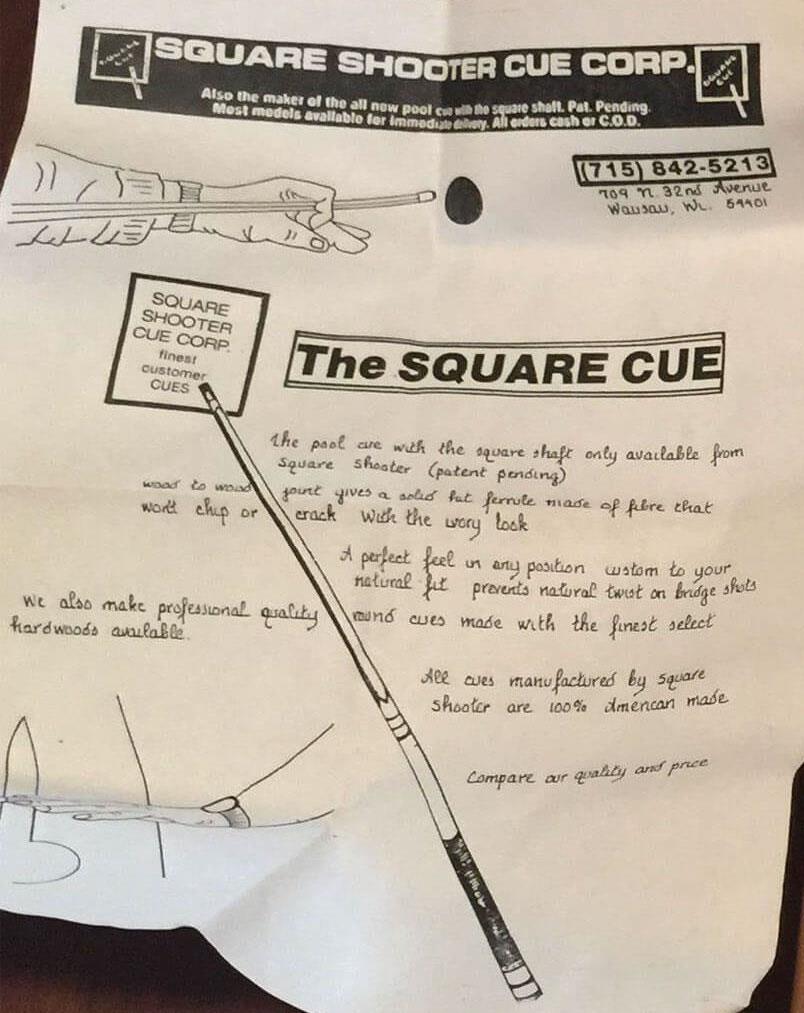 SQUARE CUE
SQUARE SHOOTER CUE CORP.
SQUARE CUE
Also the maker of the all new pool cue with the square shaft. Pat. Pending.
Most models available for immediate delivery. All orders cash or C.O.D.
(715) 842-5213
709 N. 32nd Avenue
Wausau, WI. 54401
SQUARE
SHOOTER
CUE CORP.
finest
customer
CUES
The SQUARE CUE
the pool cue with the square shaft only available from
square shooter (patent pending)
wood to wood joint gives a solid hit ferrule made of fibre that
won't chip or crack with the ivory look
A perfect feel in any position custom to your
natural fit prevents natural twist on bridge shots
We also make professional quality round cues made with the finest select
hardwoods available.
All cues manufactured by square
shooter are 100% American made
Compare our quality and price